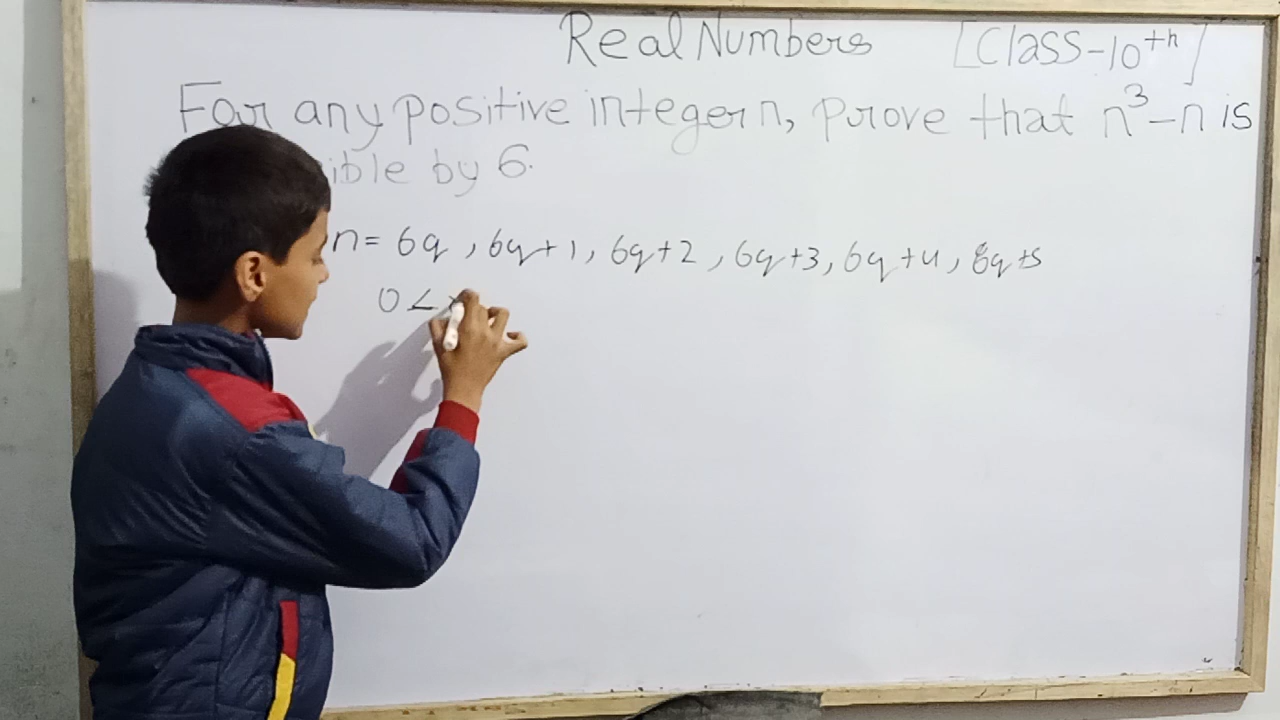 Real Numbers [Class-10th]
For any positive integer n, prove that n³-n is
ible by 6.
n= 6q , 6q+1, 6q+2 , 6q+3, 6q+4, 6q+5
0 <